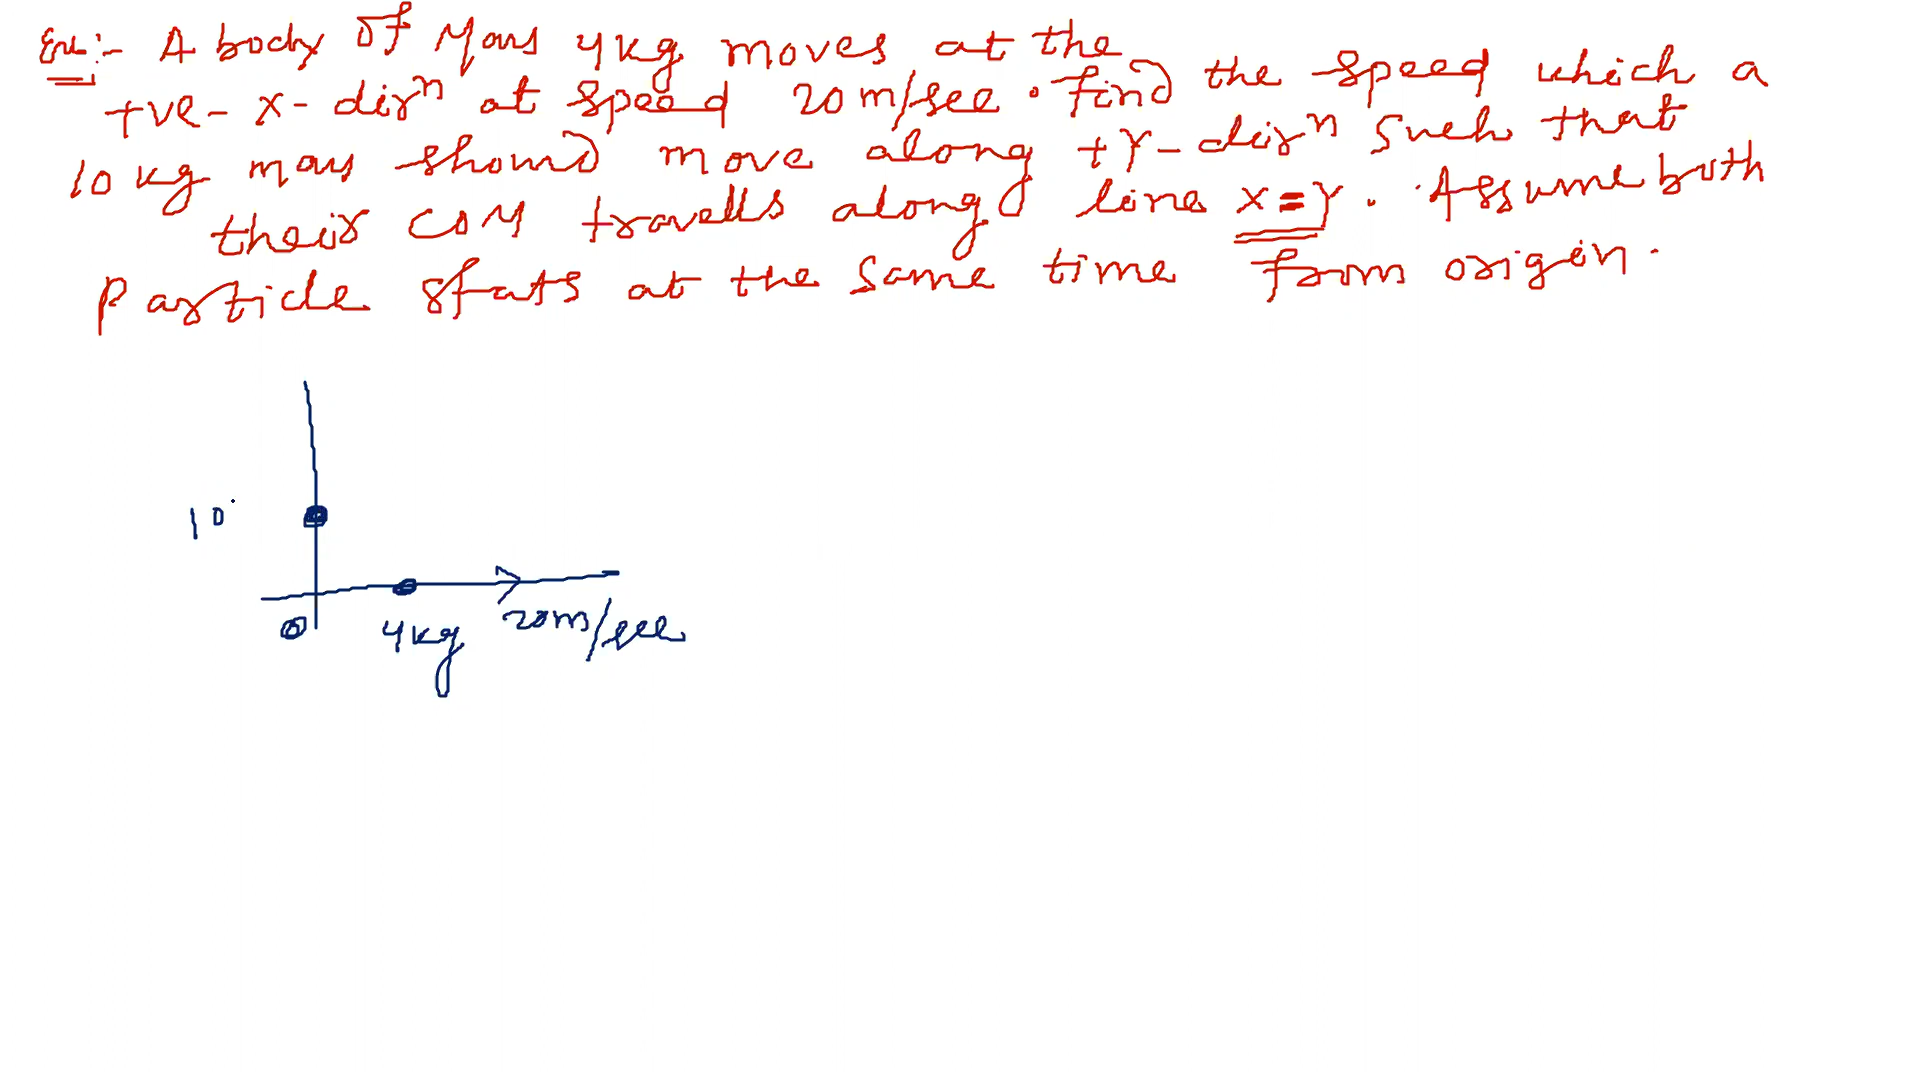 Ex:- A body of Mass 4kg moves at the
+ve- x- dirⁿ at speed 20 m/sec . find the speed which a
10 kg mass should move along +Y- dirⁿ such that
their COM travells along line x = y . Assume both
Particle stats at the same time from origin .
10
O 4kg 20m/sec